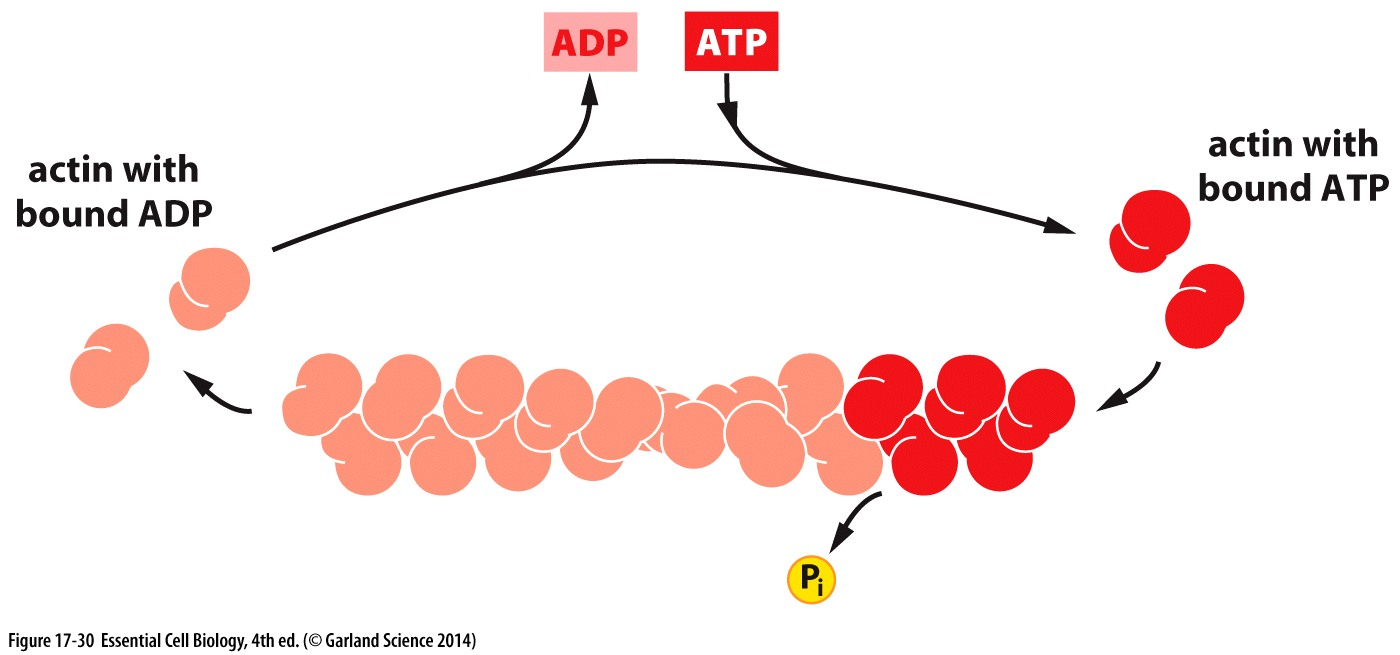 ADP
ATP
actin with
bound ADP
actin with
bound ATP
Pi
Figure 17-30 Essential Cell Biology, 4th ed. (© Garland Science 2014)